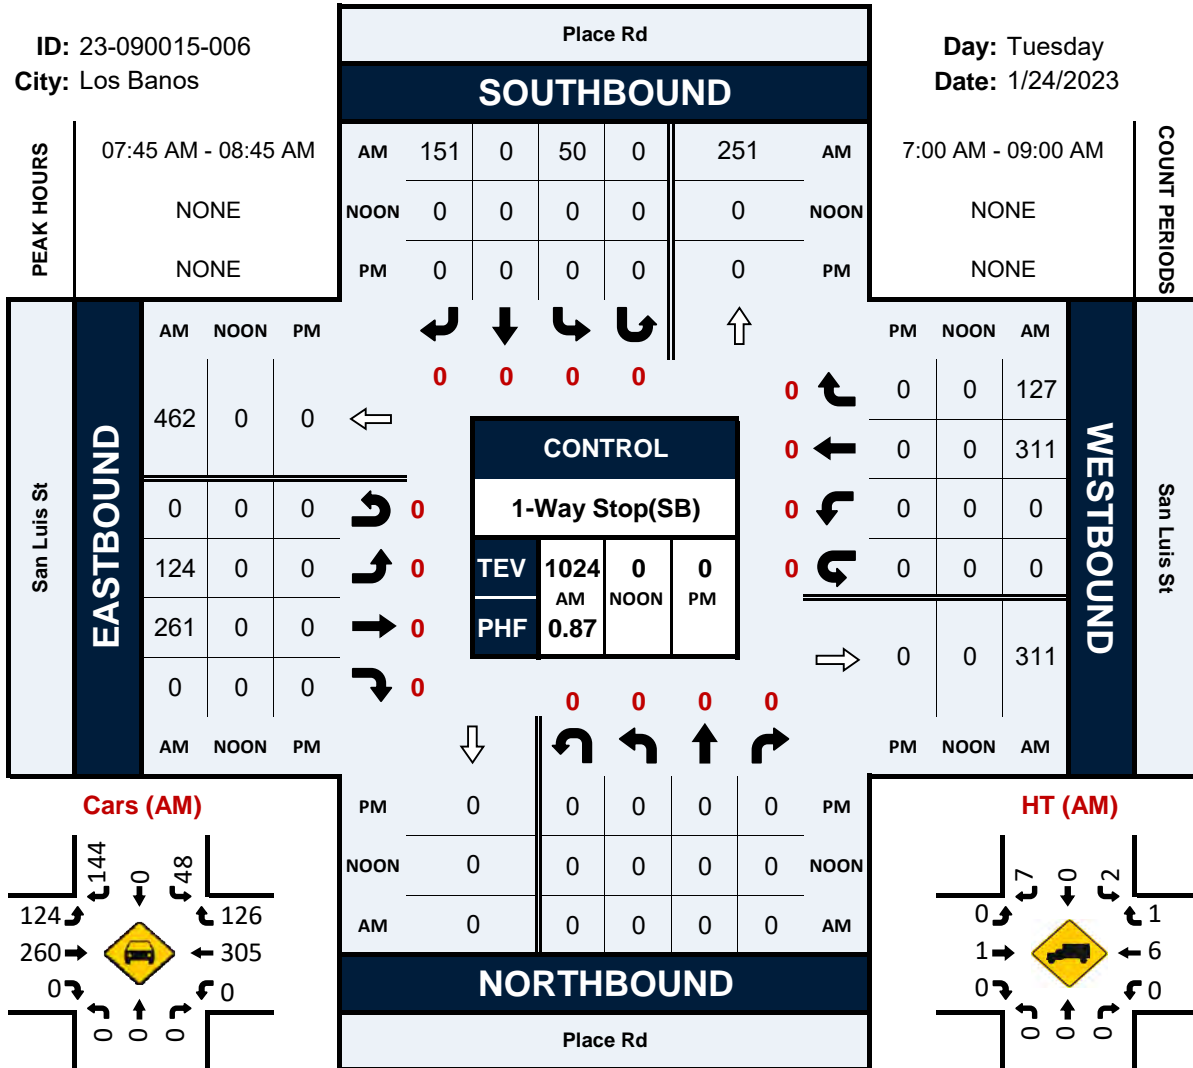 Place Rd
ID: 23-090015-006
Day: Tuesday
City: Los Banos
Date: 1/24/2023
SOUTHBOUND
PEAK HOURS
07:45 AM - 08:45 AM
NONE
NONE
AM 151 0 50 0 251 AM
NOON 0 0 0 0 0 NOON
PM 0 0 0 0 0 PM
7:00 AM - 09:00 AM
NONE
NONE
COUNT PERIODS
0 0 0 0
San Luis St
EASTBOUND
AM NOON PM
462 0 0
0 0 0 0
124 0 0 0
261 0 0 0
0 0 0 0
AM NOON PM
CONTROL
1-Way Stop(SB)
TEV 1024 0 0
AM NOON PM
PHF 0.87
PM NOON AM
0 0 0 127
0 0 0 311
0 0 0 0
0 0 0 0
0 0 311
PM NOON AM
WESTBOUND
San Luis St
0 0 0 0
PM 0 0 0 0 0 PM
NOON 0 0 0 0 0 NOON
AM 0 0 0 0 0 AM
NORTHBOUND
Place Rd
Cars (AM)
144 0 48
124 126
260 305
0 0
0 0 0
HT (AM)
7 0 2
0 1
1 6
0 0
0 0 0